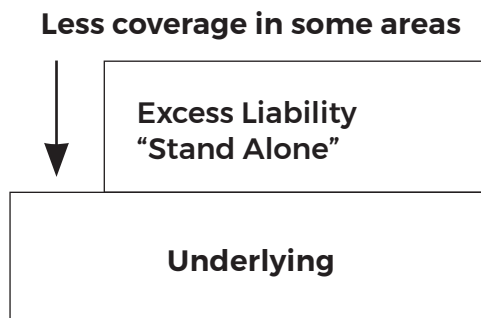 Less coverage in some areas
Excess Liability
“Stand Alone”
Underlying